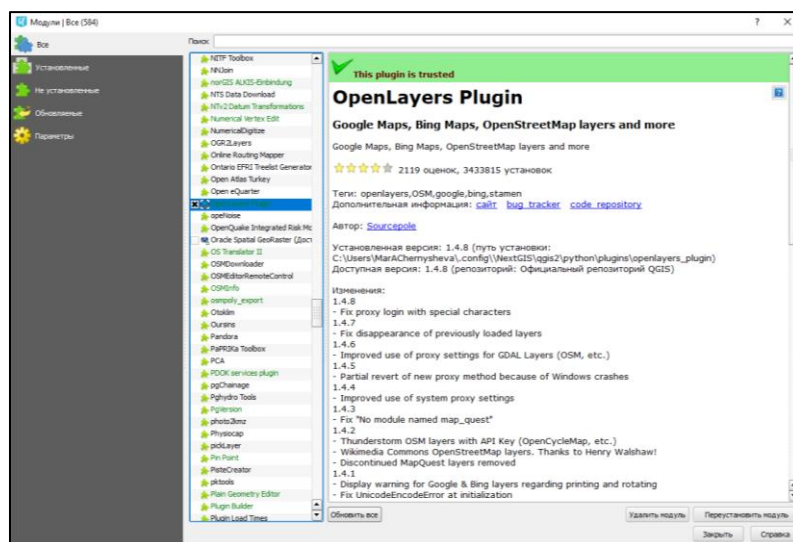 Модули | Все (584)
Все
Установленные
Не установленные
Обновляемые
Параметры
Поиск:
NITF Toolbox
NNJoin
norGIS ALKIS-Einbindung
NTS Data Download
NTv2 Datum Transformations
Numerical Vertex Edit
NumericalDigitize
OGR2Layers
Online Routing Mapper
Ontario EFRI Treelist Generator
Open Atlas Turkey
Open eQuarter
opeNoise
OpenQuake Integrated Risk Mo
Oracle Spatial GeoRaster (Дост
OS Translator II
OSMDownloader
OSMEditorRemoteControl
OSMInfo
osmpoly_export
Otoklim
Oursins
Pandora
PaPRIKa Toolbox
PCA
PDOK services plugin
pgChainage
Pghydro Tools
PgVersion
photo2kmz
Physiocap
pickLayer
Pin Point
PisteCreator
pktools
Plain Geometry Editor
Plugin Builder
Plugin Load Times
This plugin is trusted
OpenLayers Plugin
Google Maps, Bing Maps, OpenStreetMap layers and more
Google Maps, Bing Maps, OpenStreetMap layers and more
2119 оценок, 3433815 установок
Теги: openlayers,OSM,google,bing,stamen
Дополнительная информация: сайт bug tracker code repository
Автор: Sourcepole
Установленная версия: 1.4.8 (путь установки:
C:\Users\MarAChernysheva\.config\\NextGIS\qgis2\python\plugins\openlayers_plugin)
Доступная версия: 1.4.8 (репозиторий: Официальный репозиторий QGIS)
Изменения:
1.4.8
- Fix proxy login with special characters
1.4.7
- Fix disappearance of previously loaded layers
1.4.6
- Improved use of proxy settings for GDAL Layers (OSM, etc.)
1.4.5
- Partial revert of new proxy method because of Windows crashes
1.4.4
- Improved use of system proxy settings
1.4.3
- Fix "No module named map_quest"
1.4.2
- Thunderstorm OSM layers with API Key (OpenCycleMap, etc.)
- Wikimedia Commons OpenStreetMap layers. Thanks to Henry Walshaw!
- Discontinued MapQuest layers removed
1.4.1
- Display warning for Google & Bing layers regarding printing and rotating
- Fix UnicodeEncodeError at initialization
Обновить все
Удалить модуль
Переустановить модуль
Закрыть
Справка